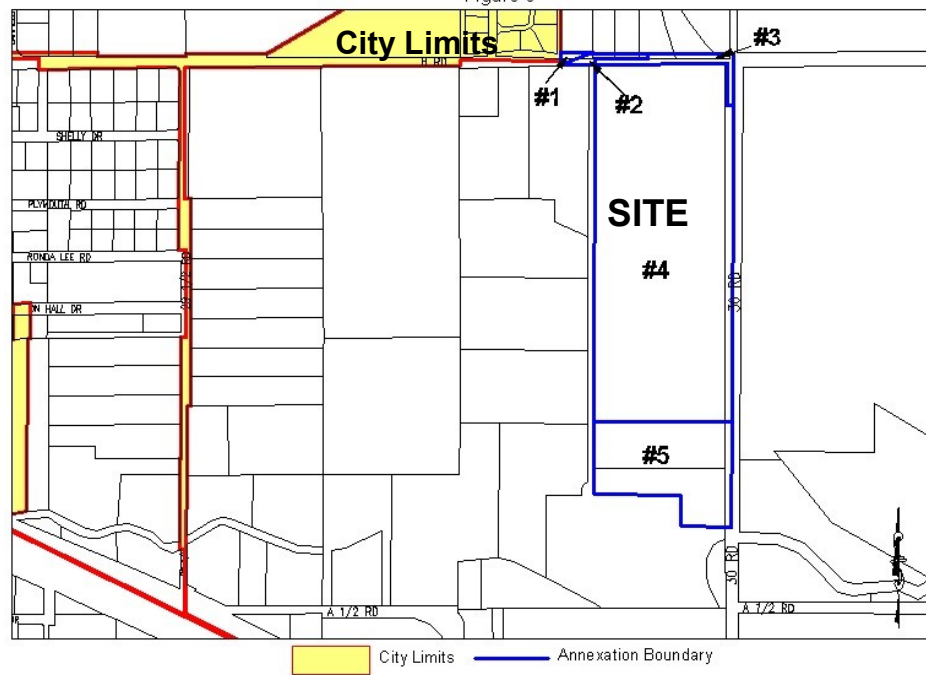 City Limits
#3
#1
#2
SHELLY DR
PLYMOUTH RD
RONDA LEE RD
ON HALL DR
SITE
#4
30 RD
#5
30 RD
A 1/2 RD
A 1/2 RD
City Limits
Annexation Boundary